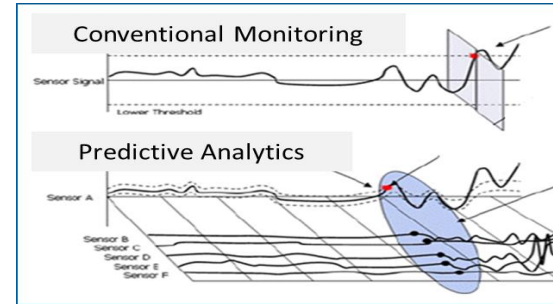 Conventional Monitoring
Sensor Signal
Lower Threshold
Predictive Analytics
Sensor A
Sensor B
Sensor C
Sensor D
Sensor E
Sensor F